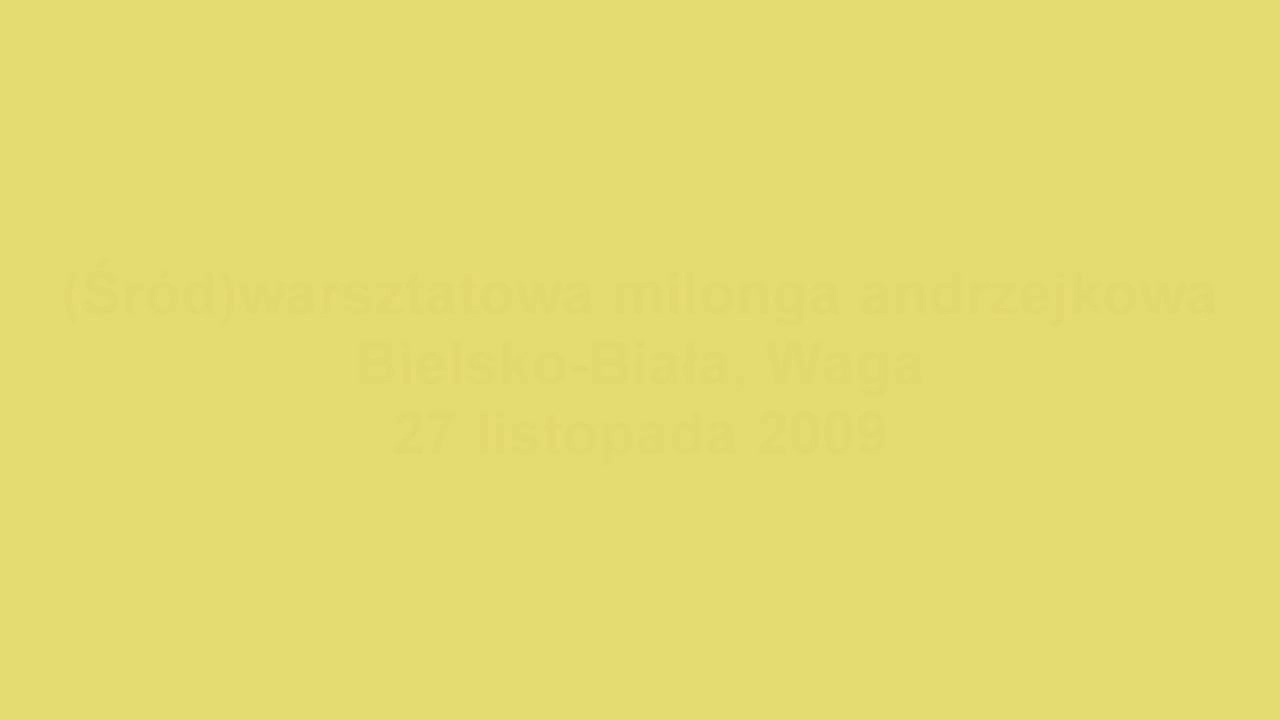 (Śród)warsztatowa milonga andrzejkowa
Bielsko-Biała, Waga
27 listopada 2009